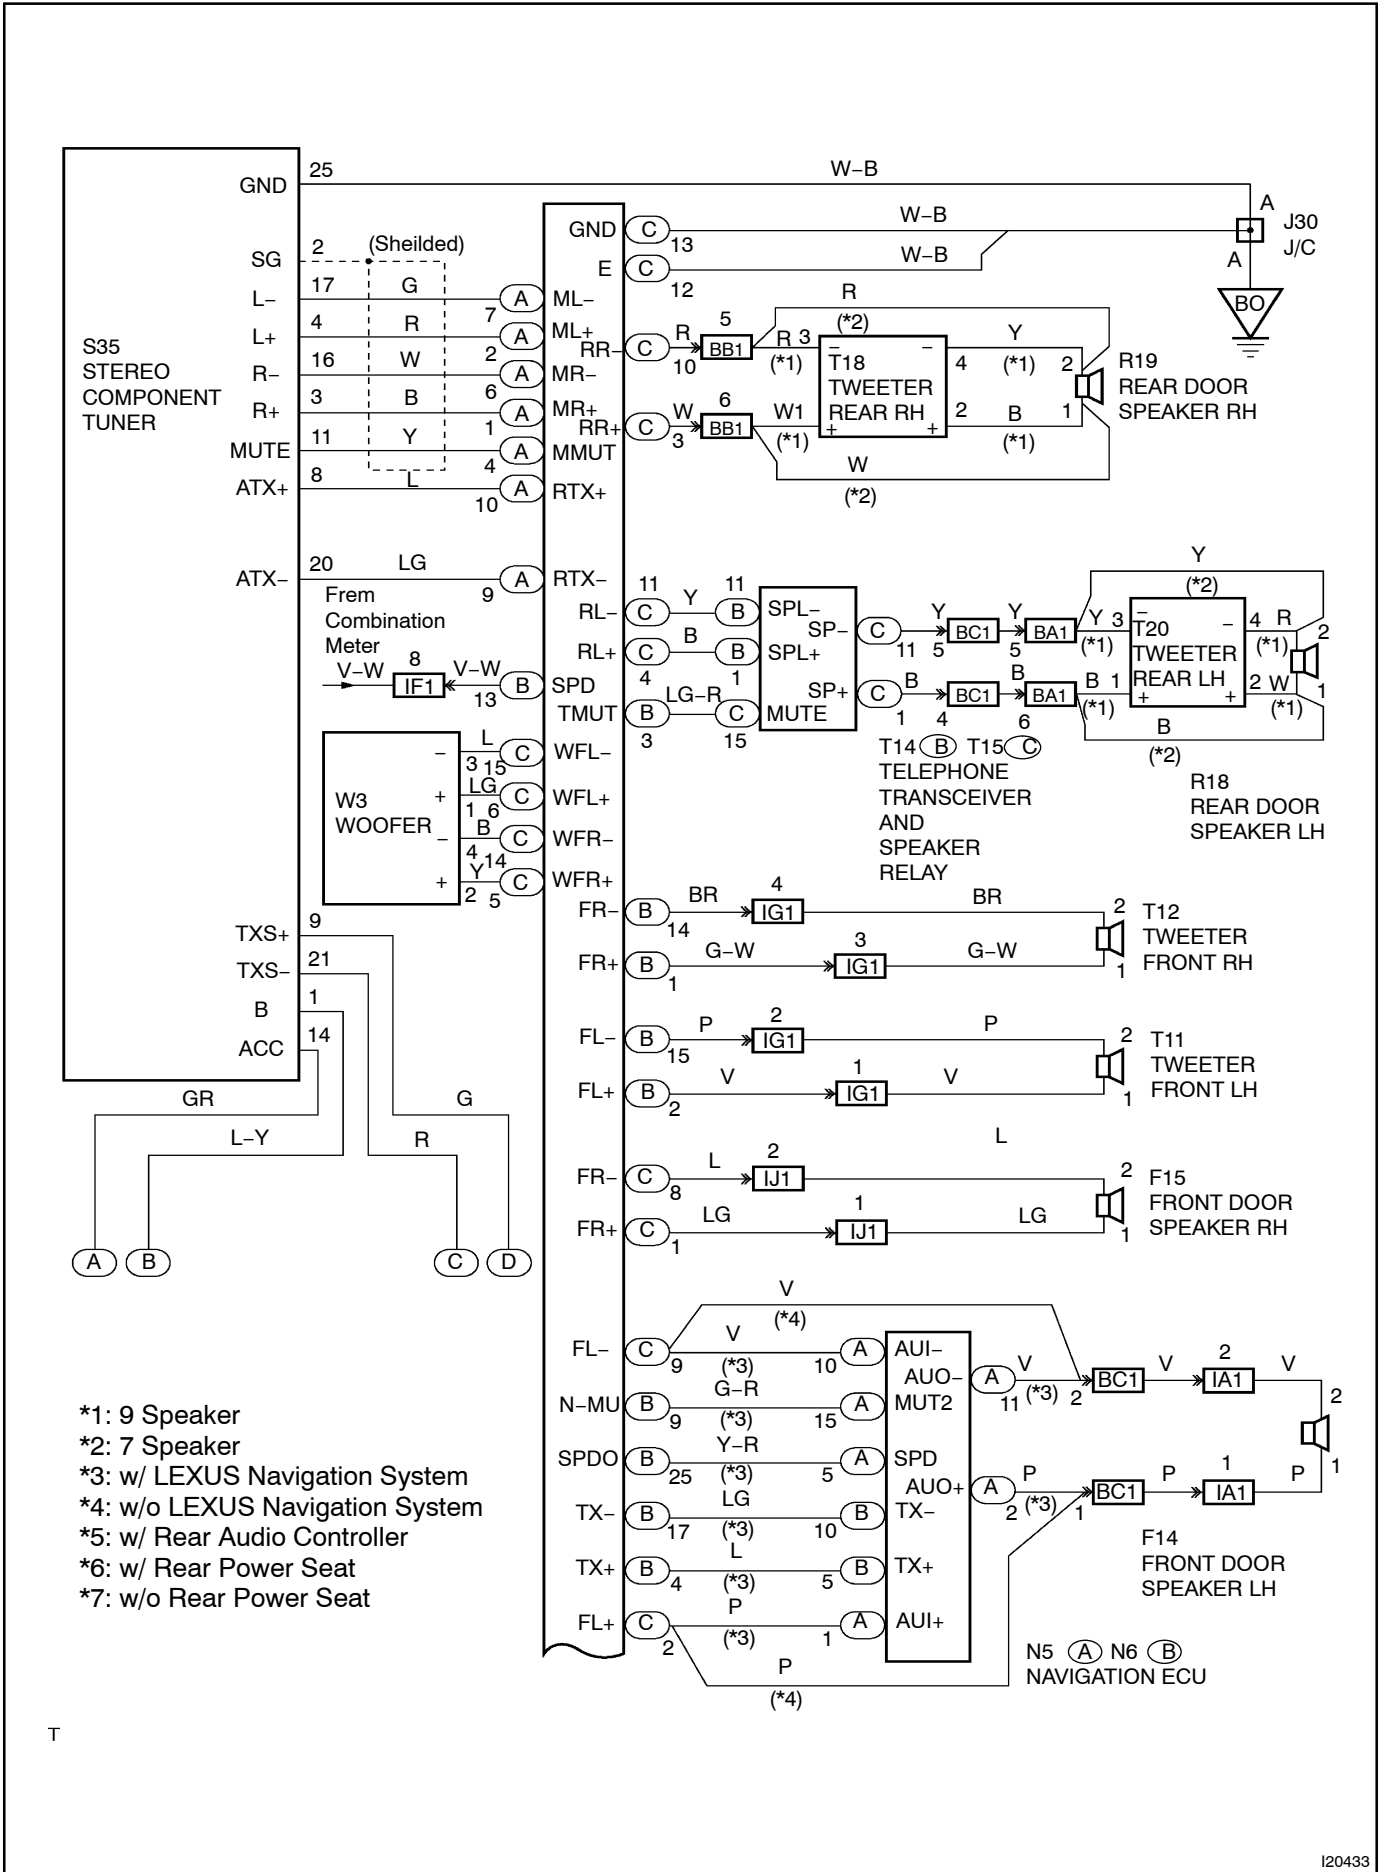 25
W−B
GND
A
J30
J/C
W−B
GND C
13
2
(Sheilded)
SG
W−B
E C
12
A
BO
17
G
L−
A ML−
7
4
R
L+
A ML+
2
16
W
R−
A MR−
6
3
B
R+
A MR+
1
11
Y
MUTE
A MMUT
4
8
L
ATX+
A RTX+
10
S35
STEREO
COMPONENT
TUNER
R
(*2)
RR− C
R
10
5
BB1
R 3
(*1)
−
−
T18
TWEETER
REAR RH
+
+
4
Y
(*1)
2
R19
REAR DOOR
SPEAKER RH
RR+ C
W
3
6
BB1
W1
(*1)
2
B
(*1)
1
W
(*2)
20
LG
ATX−
A RTX−
9
Frem
Combination
Meter
V−W
8
IF1
V−W
13
B SPD
11
RL− C
Y
11
B SPL−
RL+ C
4
B
B SPL+
1
TMUT B
3
LG−R
C MUTE
15
SP− C
11
Y
5
BC1
Y
5
BA1
Y 3
(*1)
Y
(*2)
−
−
T20
TWEETER
REAR LH
+
+
4 R
(*1)
2
SP+ C
1
B
4
BC1
B
6
BA1
B 1
(*1)
2 W
(*1)
1
B
(*2)
T14 B T15 C
TELEPHONE
TRANSCEIVER
AND
SPEAKER
RELAY
R18
REAR DOOR
SPEAKER LH
W3
WOOFER
−
L
3 15
C WFL−
+
LG
1 6
C WFL+
−
B
4 14
C WFR−
+
Y
2 5
C WFR+
FR− B
14
BR
4
IG1
BR
2
T12
TWEETER
FRONT RH
FR+ B
1
G−W
3
IG1
G−W
1
9
TXS+
21
TXS−
1
B
14
ACC
FL− B
15
P
2
IG1
P
2
T11
TWEETER
FRONT LH
FL+ B
2
V
1
IG1
V
1
GR
G
L−Y
R
L
FR− C
8
L
2
IJ1
2
F15
FRONT DOOR
SPEAKER RH
FR+ C
1
LG
1
IJ1
LG
1
A B C D
V
(*4)
FL− C
9
V
(*3)
10
A AUI−
AUO− A
11
V
(*3)
2
BC1
V
2
IA1
V
2
N−MU B
9
G−R
(*3)
15
A MUT2
SPDO B
25
Y−R
(*3)
5
A SPD
AUO+ A
2
P
(*3)
1
BC1
P
1
IA1
P
1
TX− B
17
LG
(*3)
10
B TX−
TX+ B
4
L
(*3)
5
B TX+
FL+ C
2
P
(*3)
1
A AUI+
P
(*4)
F14
FRONT DOOR
SPEAKER LH
N5 A N6 B
NAVIGATION ECU
*1: 9 Speaker
*2: 7 Speaker
*3: w/ LEXUS Navigation System
*4: w/o LEXUS Navigation System
*5: w/ Rear Audio Controller
*6: w/ Rear Power Seat
*7: w/o Rear Power Seat
T
I20433